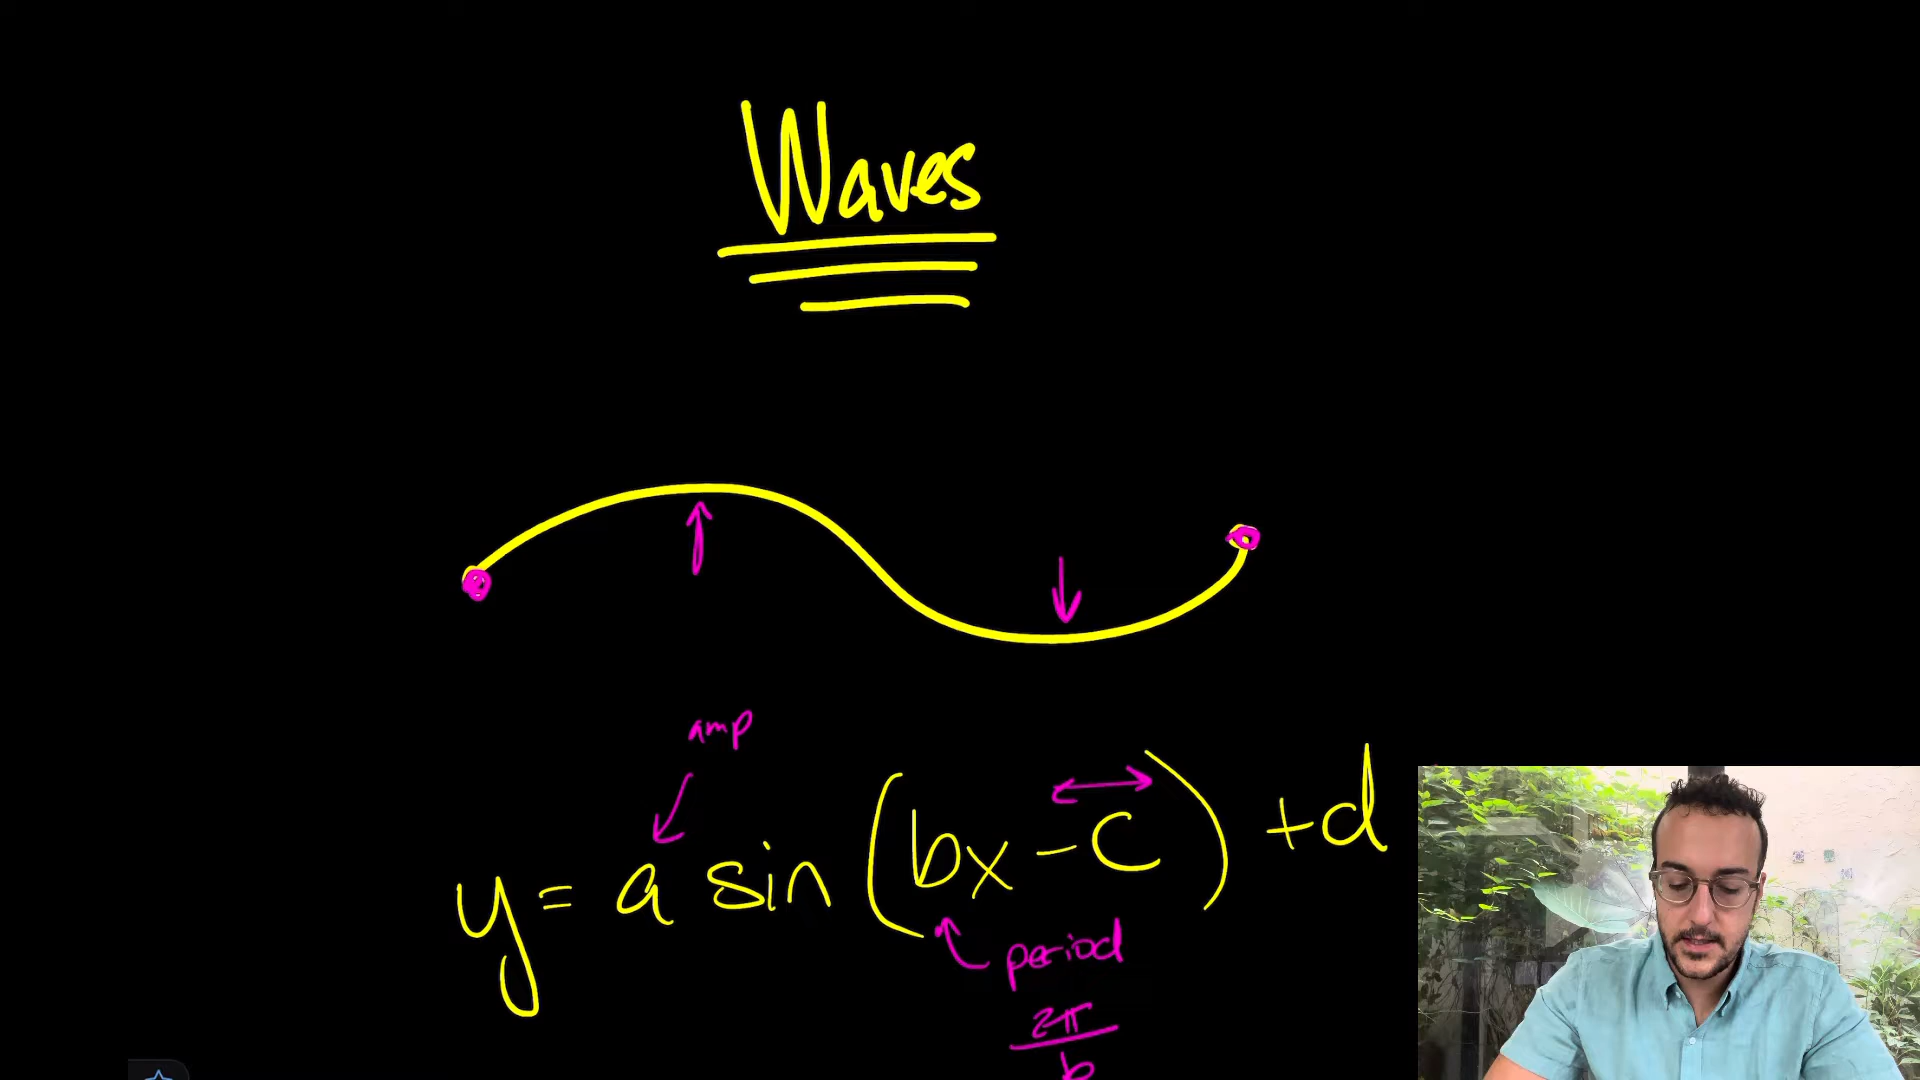 Waves
amp
y = a sin (bx - c) + d
period
2π
b